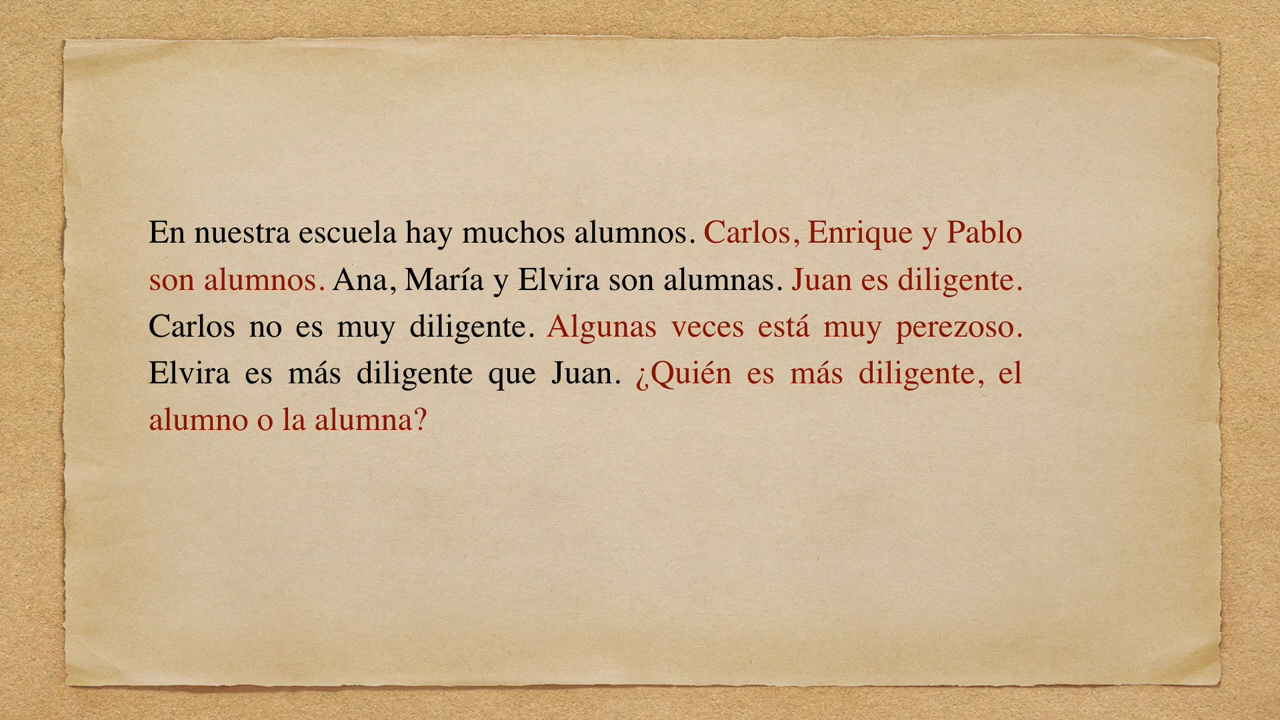 En nuestra escuela hay muchos alumnos. Carlos, Enrique y Pablo
son alumnos. Ana, María y Elvira son alumnas. Juan es diligente.
Carlos no es muy diligente. Algunas veces está muy perezoso.
Elvira es más diligente que Juan. ¿Quién es más diligente, el
alumno o la alumna?